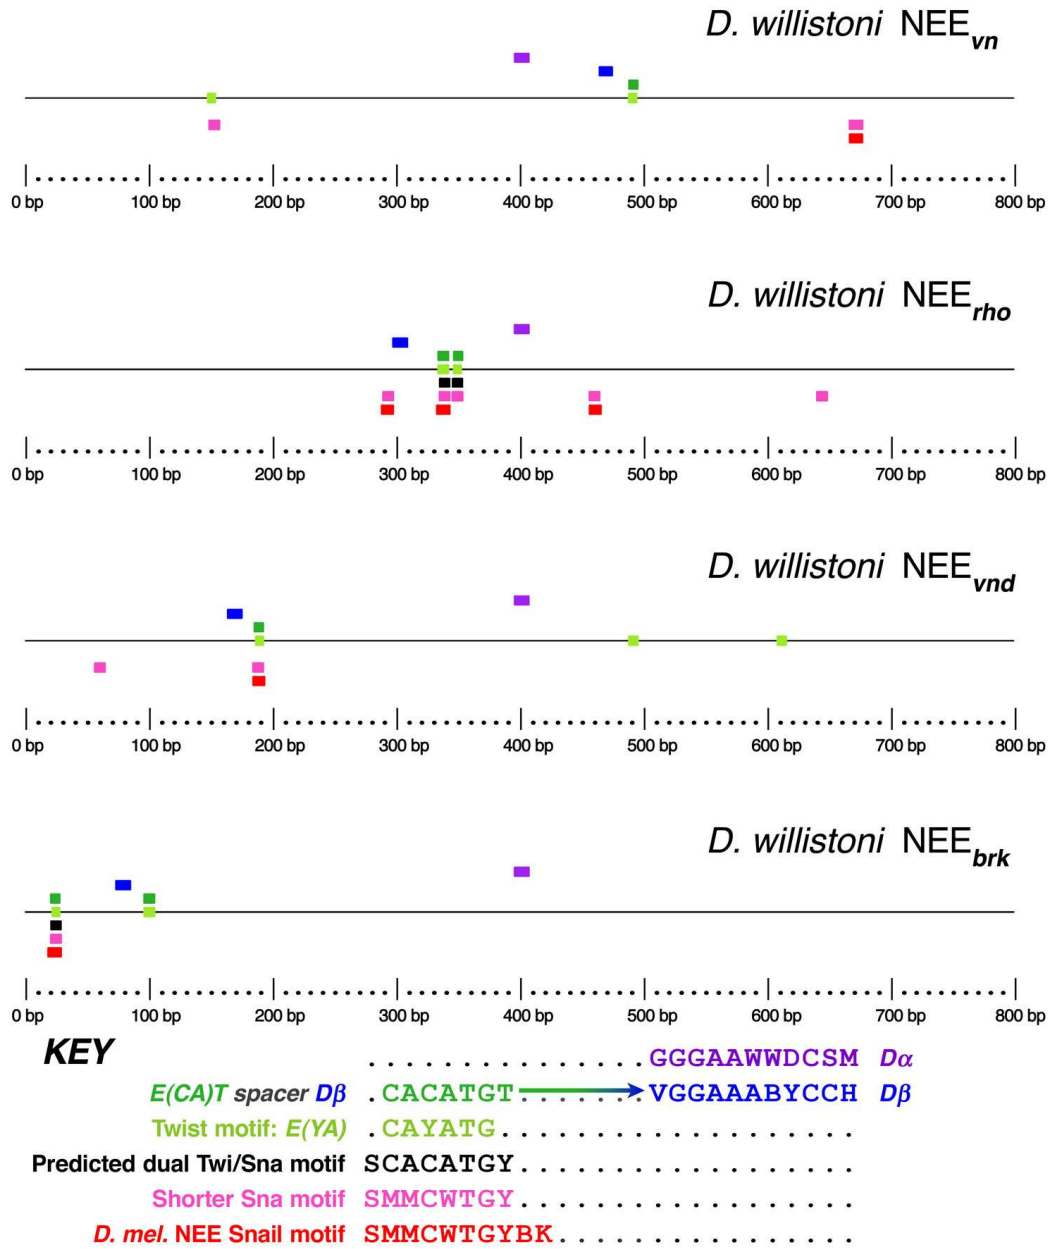 D. willistoni NEEvn
0 bp 100 bp 200 bp 300 bp 400 bp 500 bp 600 bp 700 bp 800 bp
D. willistoni NEErho
0 bp 100 bp 200 bp 300 bp 400 bp 500 bp 600 bp 700 bp 800 bp
D. willistoni NEEvnd
0 bp 100 bp 200 bp 300 bp 400 bp 500 bp 600 bp 700 bp 800 bp
D. willistoni NEEbrk
0 bp 100 bp 200 bp 300 bp 400 bp 500 bp 600 bp 700 bp 800 bp
KEY
GGGAAWWDCSM Dα
E(CA)T spacer Dβ CACATGT VGGAAABYCCH Dβ
Twist motif: E(YA) CAYATG
Predicted dual Twi/Sna motif SCACATGY
Shorter Sna motif SMMCWTGY
D. mel. NEE Snail motif SMMCWTGYBK